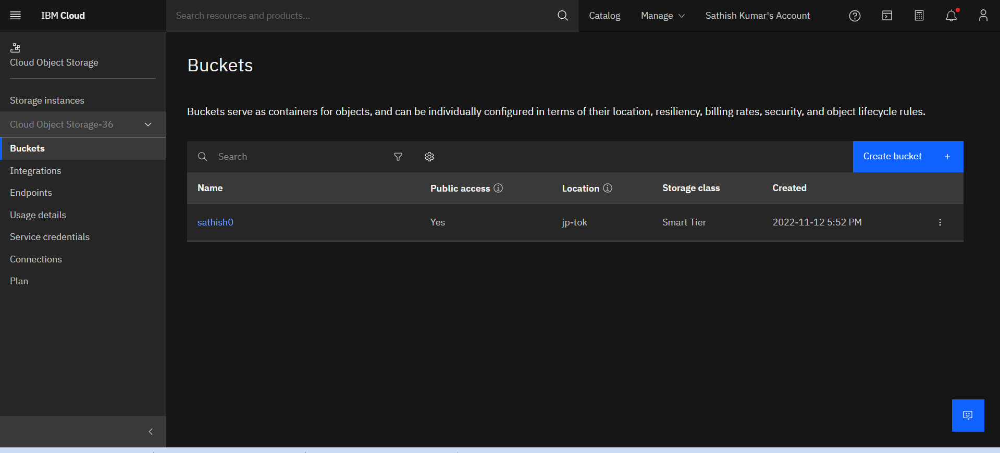 IBM Cloud
Search resources and products...
Catalog
Manage
Sathish Kumar's Account
Cloud Object Storage
Storage instances
Cloud Object Storage-36
Buckets
Integrations
Endpoints
Usage details
Service credentials
Connections
Plan
Buckets
Buckets serve as containers for objects, and can be individually configured in terms of their location, resiliency, billing rates, security, and object lifecycle rules.
Search
Create bucket +
Name Public access Location Storage class Created
sathish0 Yes jp-tok Smart Tier 2022-11-12 5:52 PM